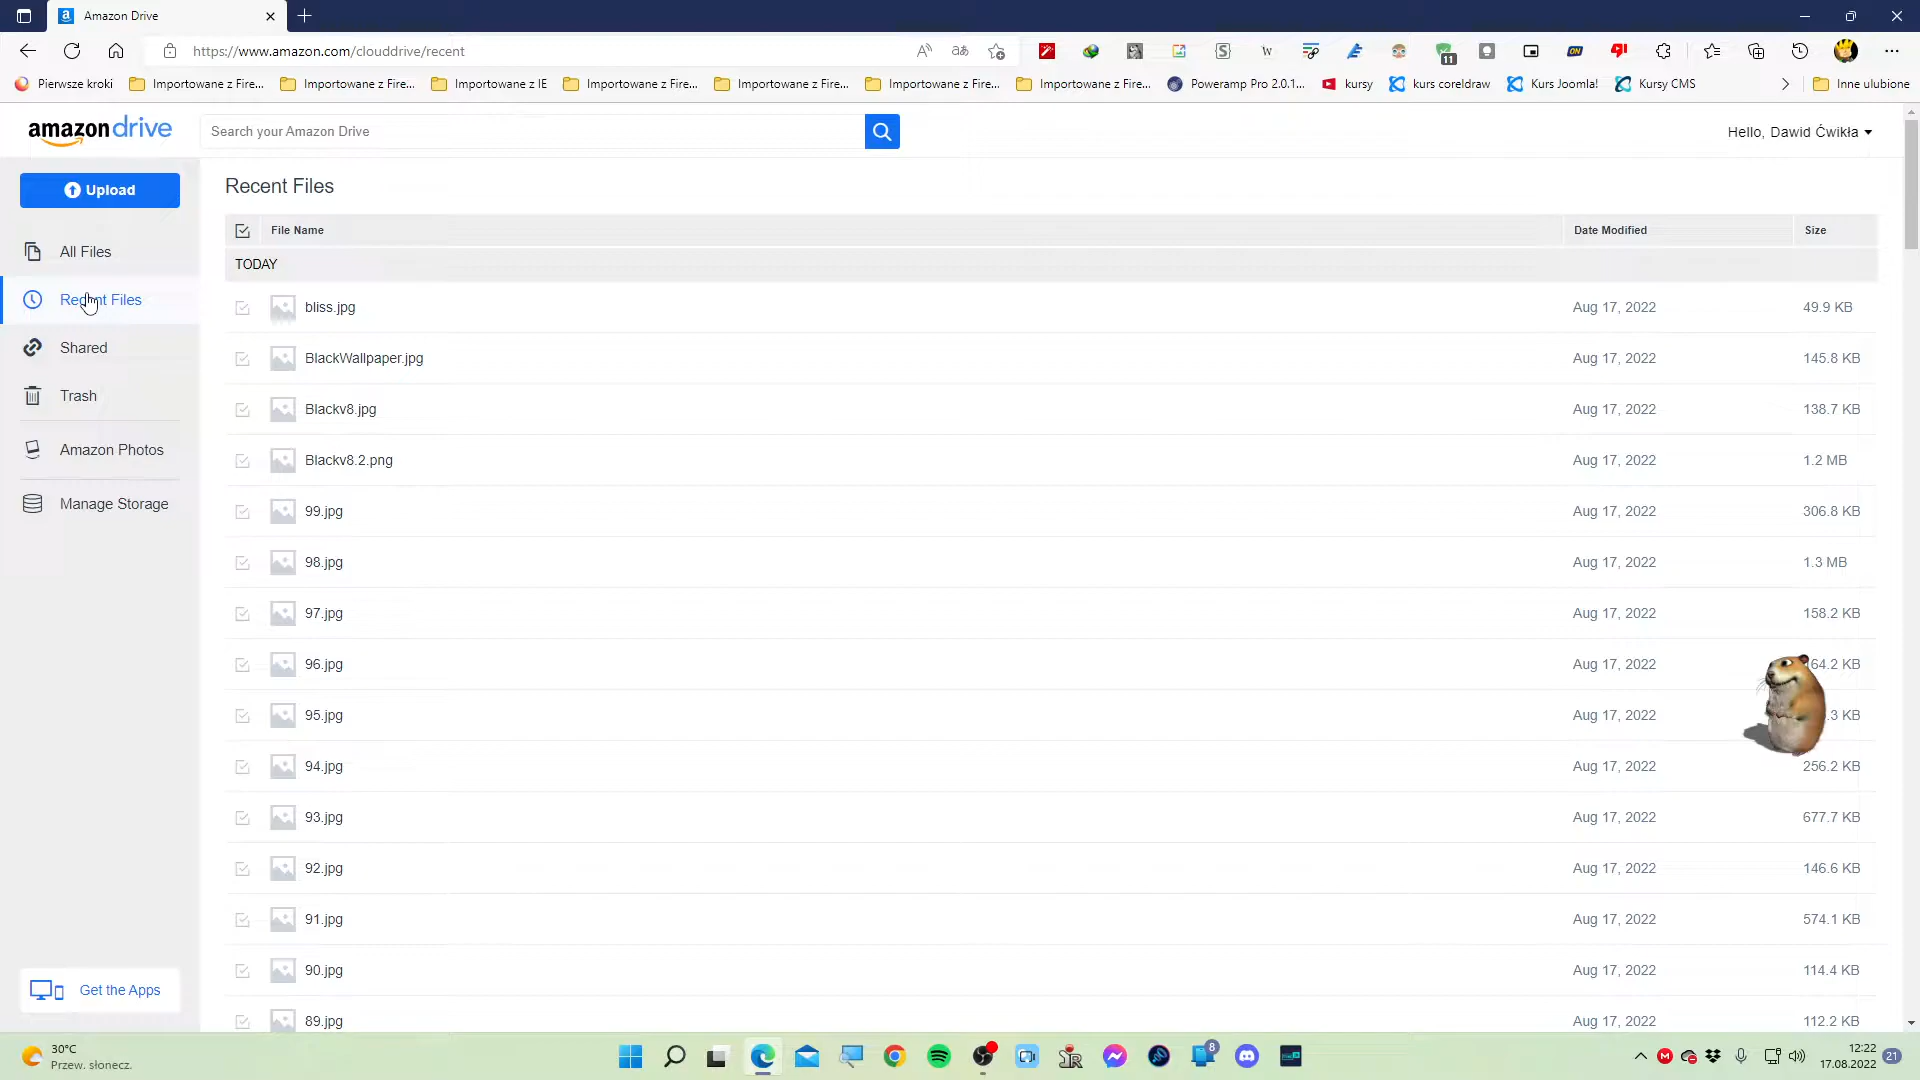 Amazon Drive
https://www.amazon.com/clouddrive/recent
11
ON
Pierwsze kroki
Importowane z Fire...
Importowane z Fire...
Importowane z IE
Importowane z Fire...
Importowane z Fire...
Importowane z Fire...
Importowane z Fire...
Poweramp Pro 2.0.1...
kursy
kurs coreldraw
Kurs Joomla!
Kursy CMS
Inne ulubione
amazon drive
Search your Amazon Drive
Hello, Dawid Ćwikła
Upload
All Files
Recent Files
Shared
Trash
Amazon Photos
Manage Storage
Get the Apps
Recent Files
File Name Date Modified Size
TODAY
bliss.jpg Aug 17, 2022 49.9 KB
BlackWallpaper.jpg Aug 17, 2022 145.8 KB
Blackv8.jpg Aug 17, 2022 138.7 KB
Blackv8.2.png Aug 17, 2022 1.2 MB
99.jpg Aug 17, 2022 306.8 KB
98.jpg Aug 17, 2022 1.3 MB
97.jpg Aug 17, 2022 158.2 KB
96.jpg Aug 17, 2022 KB
95.jpg Aug 17, 2022 KB
94.jpg Aug 17, 2022 256.2 KB
93.jpg Aug 17, 2022 677.7 KB
92.jpg Aug 17, 2022 146.6 KB
91.jpg Aug 17, 2022 574.1 KB
90.jpg Aug 17, 2022 114.4 KB
89.jpg Aug 17, 2022 112.2 KB
30°C
Przew. słonecz.
8
12:22
17.08.2022
21